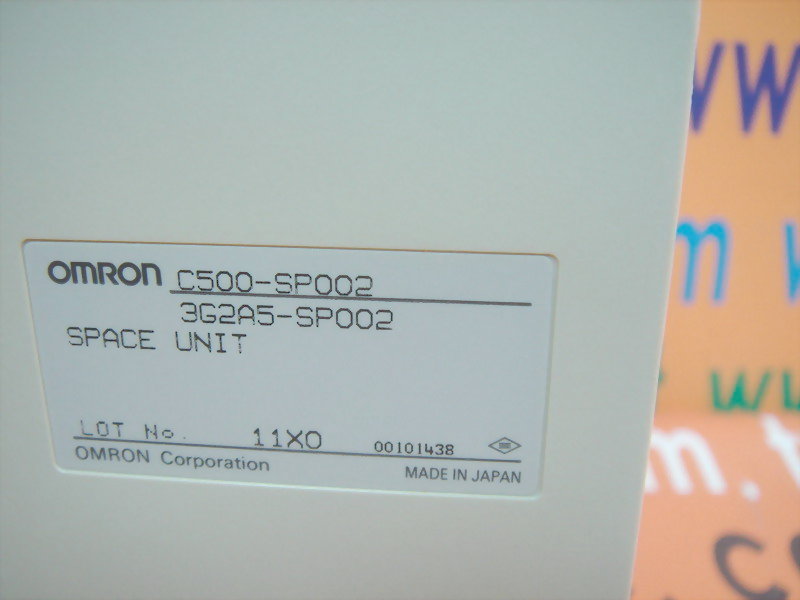 OMRON C500-SP002
3G2A5-SP002
SPACE UNIT
LOT No. 11X0 00101438
OMRON Corporation MADE IN JAPAN